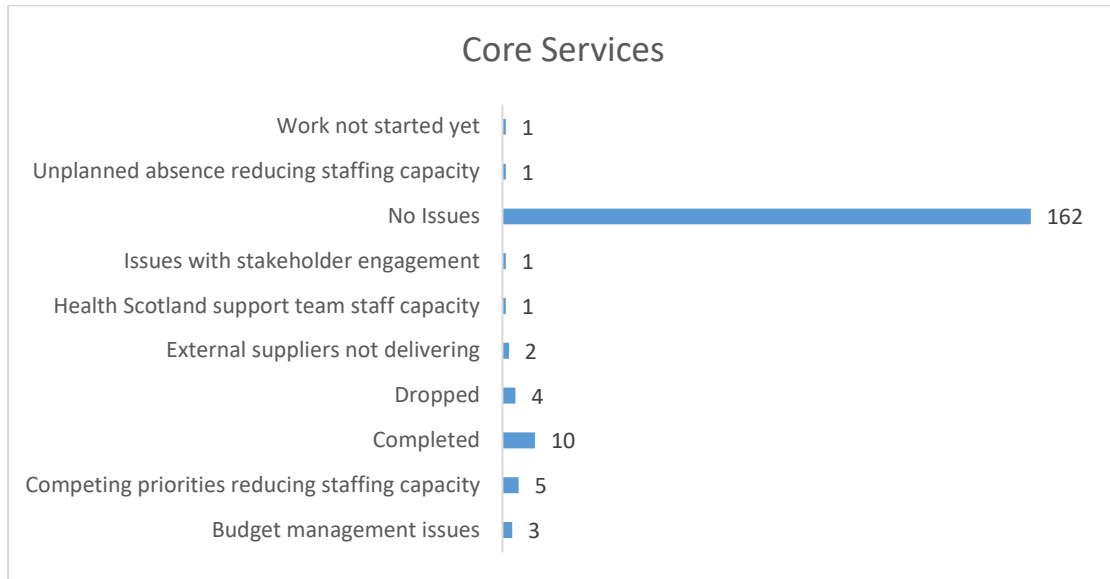 Core Services
Work not started yet 1
Unplanned absence reducing staffing capacity 1
No Issues 162
Issues with stakeholder engagement 1
Health Scotland support team staff capacity 1
External suppliers not delivering 2
Dropped 4
Completed 10
Competing priorities reducing staffing capacity 5
Budget management issues 3